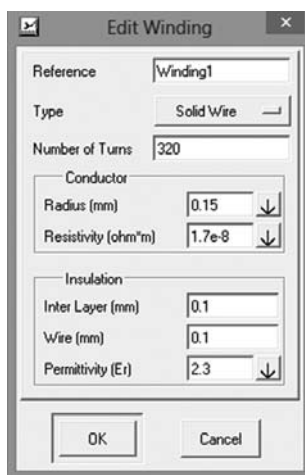 Edit Winding ×
Reference Winding1
Type Solid Wire
Number of Turns 320
Conductor
Radius (mm) 0.15
Resistivity (ohm*m) 1.7e-8
Insulation
Inter Layer (mm) 0.1
Wire (mm) 0.1
Permittivity (Er) 2.3
OK Cancel